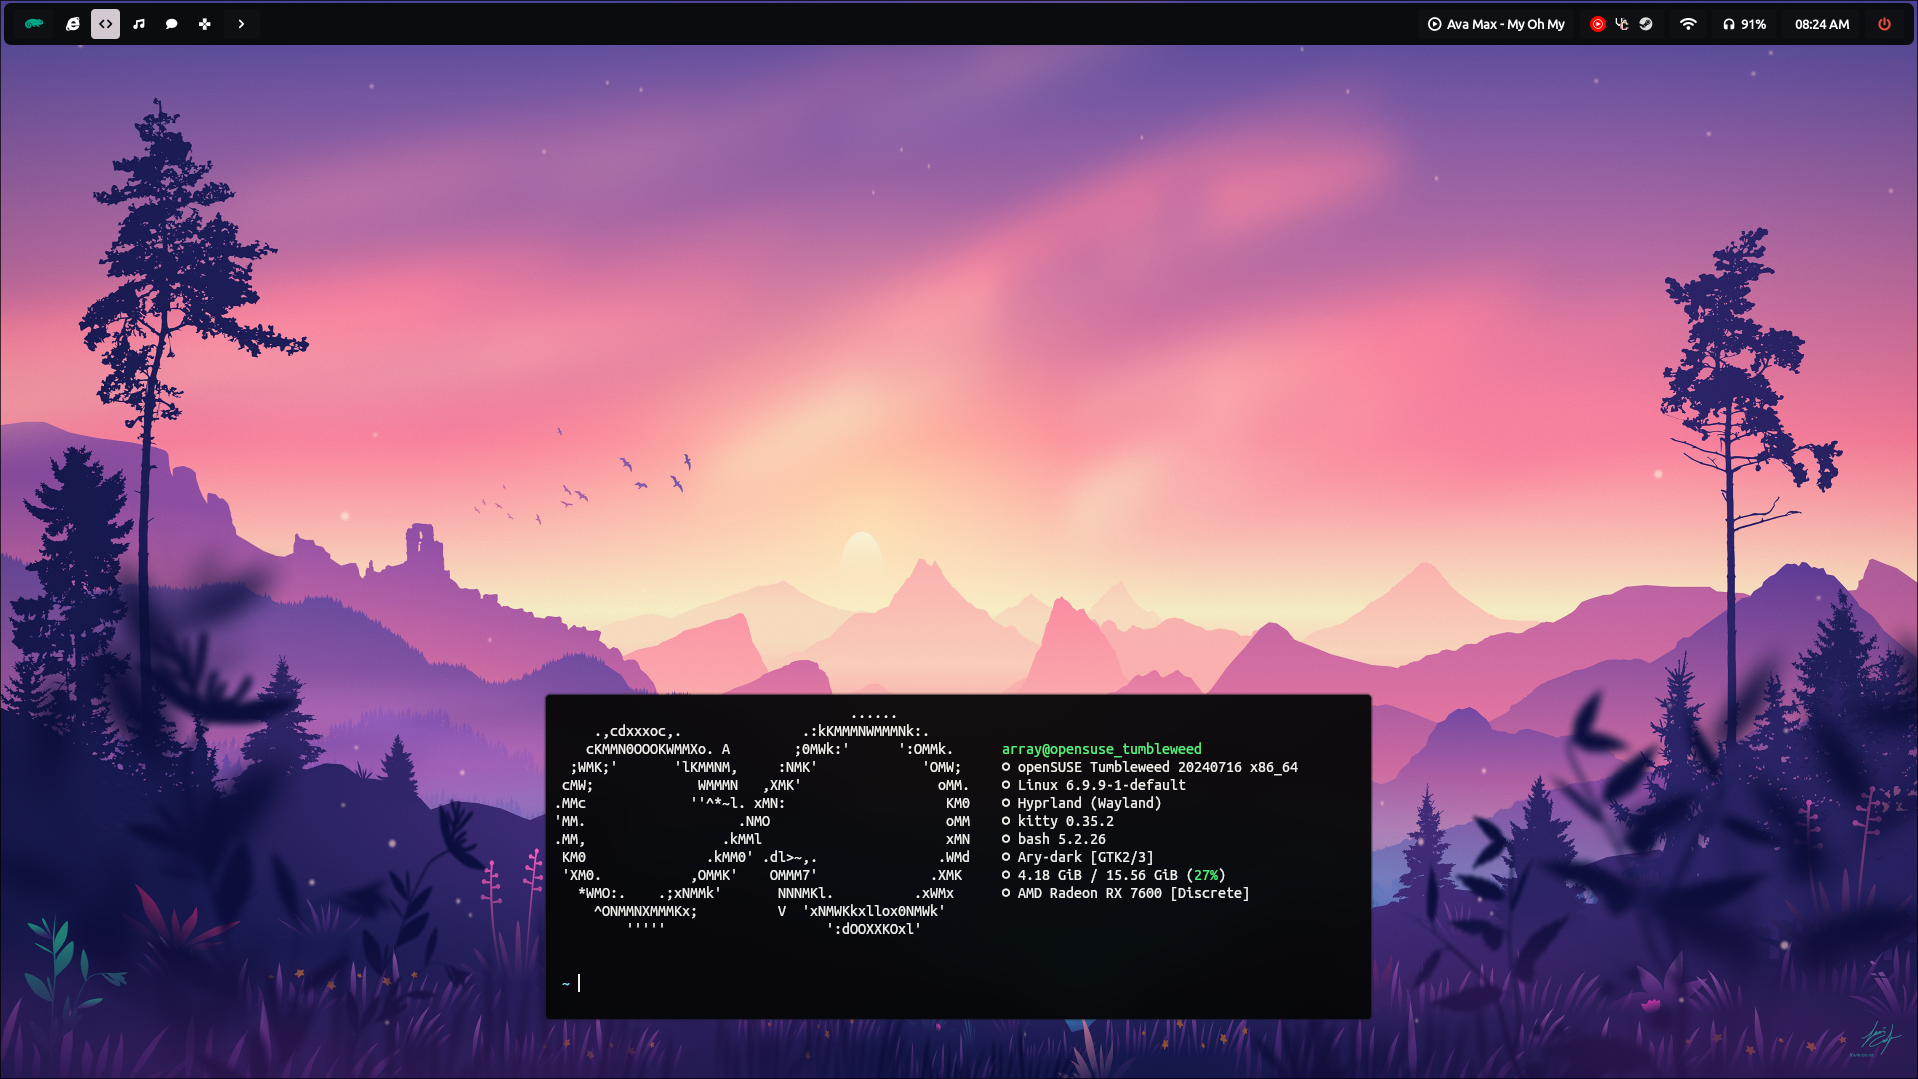 Ava Max - My Oh My
91%
08:24 AM
......
.,cdxxxoc,.               .:kKMMMNWMMMNk:.
cKMMN0OOOKWMMXo. A        ;0MWk:'      ':OMMk.
;WMK;'       'lKMMNM,     :NMK'             'OMW;
cMW;             WMMMN   ,XMK'                 oMM.
.MMc             ''^*~l. xMN:                    KM0
'MM.                   .NMO                      oMM
.MM,                 .kMMl                       xMN
KM0               .kMM0' .dl>~,.               .WMd
'XM0.           ,OMMK'    OMMM7'              .XMK
*WMO:.    .;xNMMk'       NNNMKl.          .xWMx
^ONMMNXMMMKx;          V  'xNMWKkxllox0NMWk'
'''''                    ':dOOXXKOxl'
array@opensuse_tumbleweed
openSUSE Tumbleweed 20240716 x86_64
Linux 6.9.9-1-default
Hyprland (Wayland)
kitty 0.35.2
bash 5.2.26
Ary-dark [GTK2/3]
4.18 GiB / 15.56 GiB (27%)
AMD Radeon RX 7600 [Discrete]
~